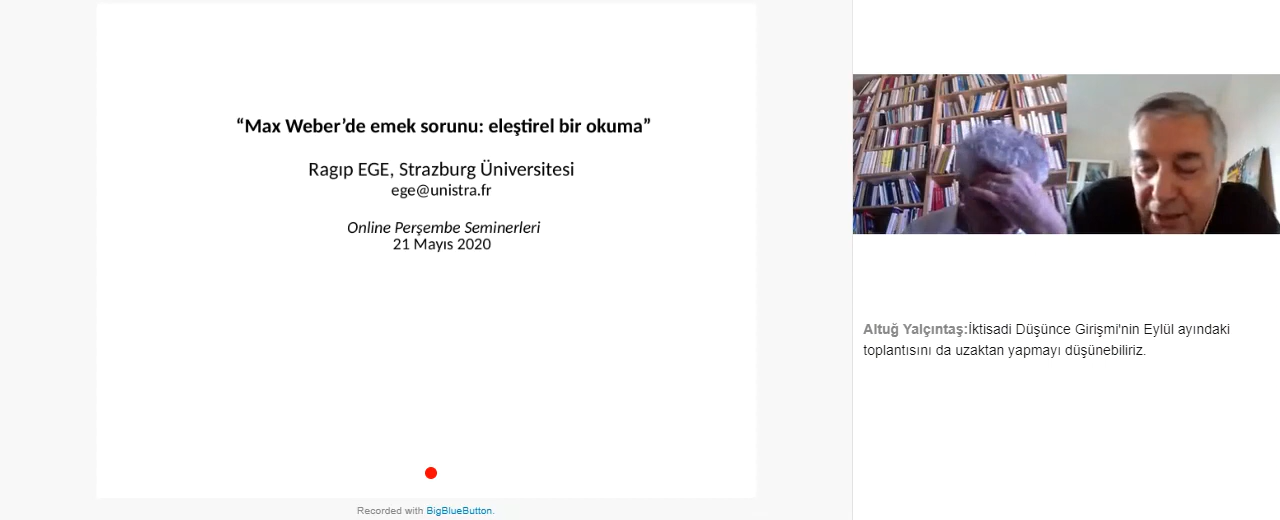 “Max Weber’de emek sorunu: eleştirel bir okuma”
Ragıp EGE, Strazburg Üniversitesi
ege@unistra.fr
Online Perşembe Seminerleri
21 Mayıs 2020
Recorded with BigBlueButton.
Altuğ Yalçıntaş:İktisadi Düşünce Girişmi'nin Eylül ayındaki
toplantısını da uzaktan yapmayı düşünebiliriz.